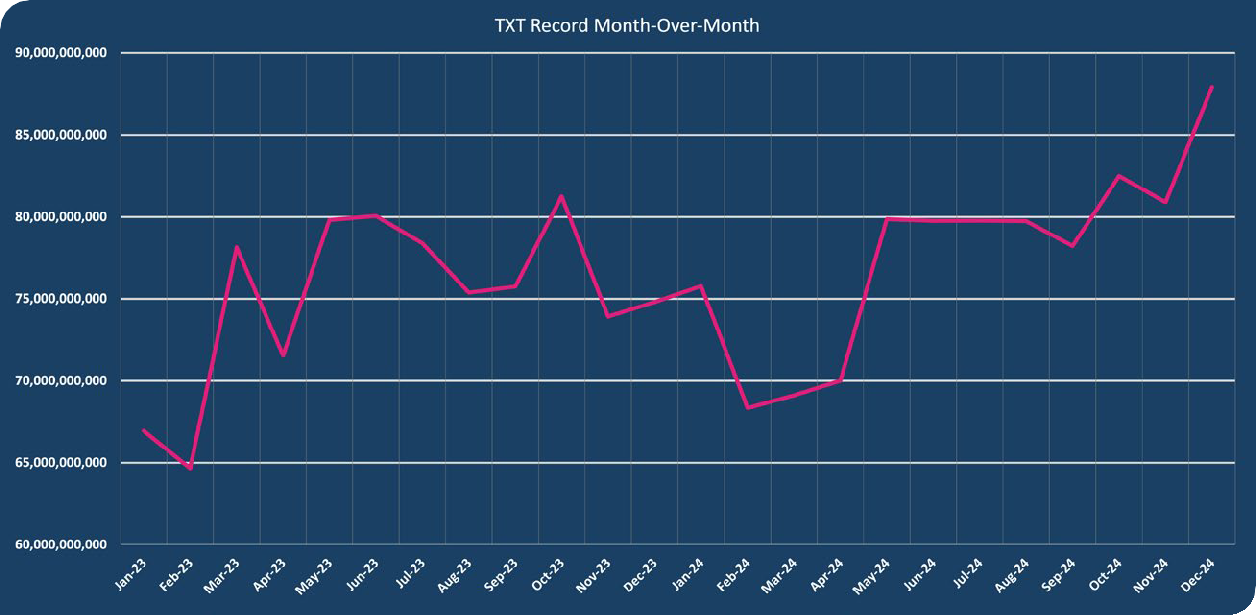 TXT Record Month-Over-Month
90,000,000,000
85,000,000,000
80,000,000,000
75,000,000,000
70,000,000,000
65,000,000,000
60,000,000,000
Jan-23
Feb-23
Mar-23
Apr-23
May-23
Jun-23
Jul-23
Aug-23
Sep-23
Oct-23
Nov-23
Dec-23
Jan-24
Feb-24
Mar-24
Apr-24
May-24
Jun-24
Jul-24
Aug-24
Sep-24
Oct-24
Nov-24
Dec-24